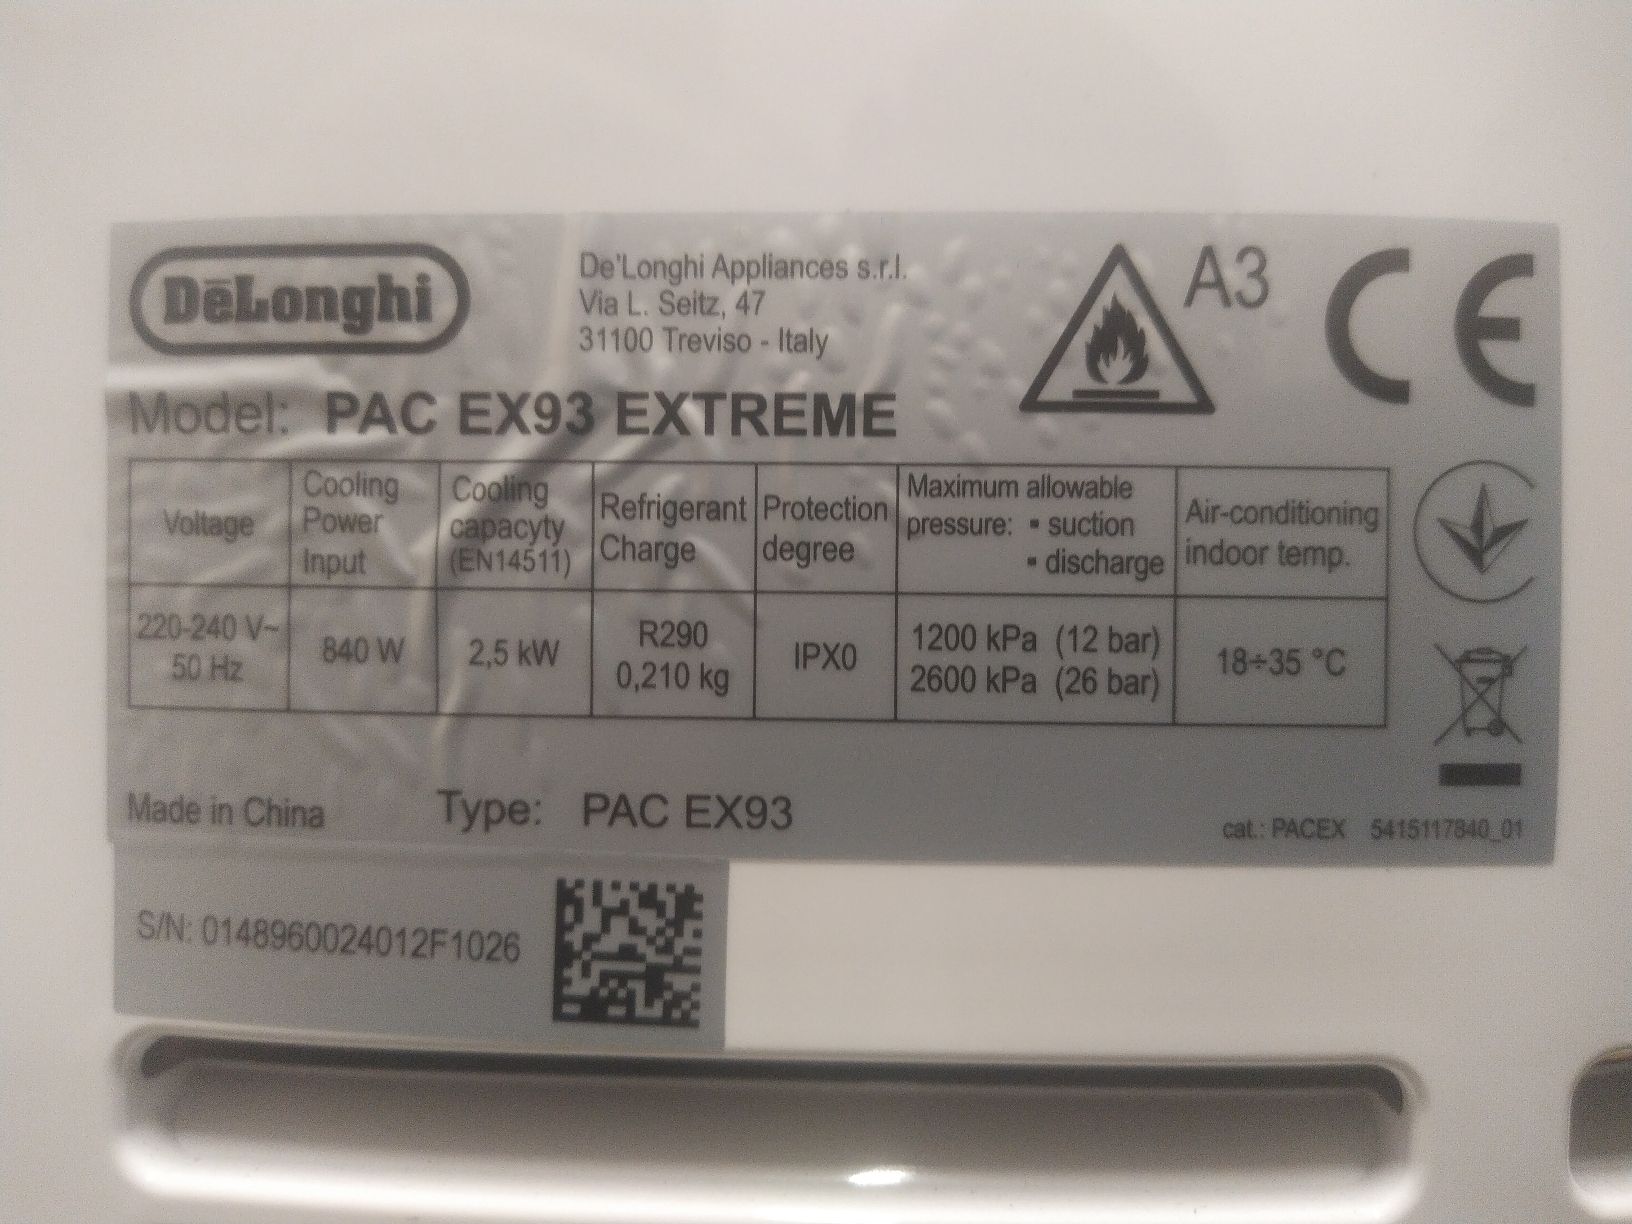 DeLonghi
De'Longhi Appliances s.r.l.
Via L. Seitz, 47
31100 Treviso - Italy
A3
CE
Model: PAC EX93 EXTREME
Voltage
Cooling
Power
Input
Cooling
capacyty
(EN14511)
Refrigerant
Charge
Protection
degree
Maximum allowable
pressure: ▪ suction
▪ discharge
Air-conditioning
indoor temp.
220-240 V~
50 Hz
840 W
2,5 kW
R290
0,210 kg
IPX0
1200 kPa (12 bar)
2600 kPa (26 bar)
18÷35 °C
Made in China
Type: PAC EX93
cat.: PACEX 5415117840_01
S/N: 0148960024012F1026